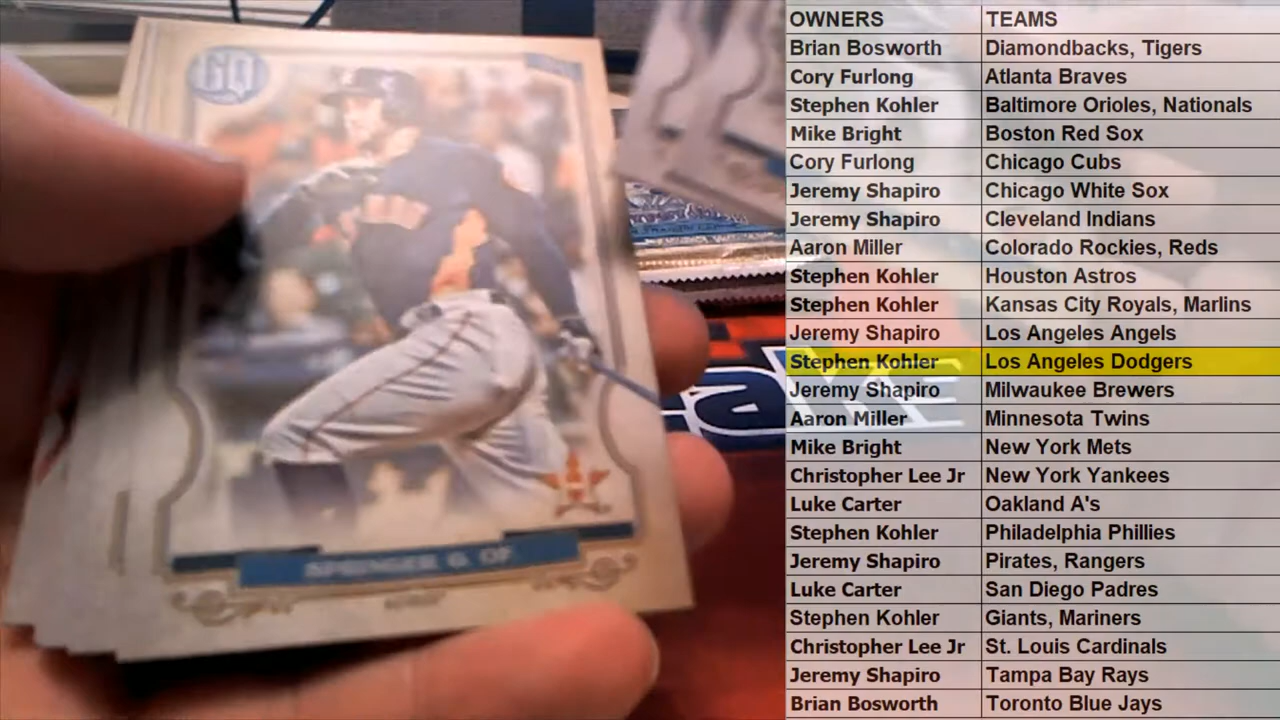 GQ
SPRINGER G. OF
OWNERS TEAMS
Brian Bosworth Diamondbacks, Tigers
Cory Furlong Atlanta Braves
Stephen Kohler Baltimore Orioles, Nationals
Mike Bright Boston Red Sox
Cory Furlong Chicago Cubs
Jeremy Shapiro Chicago White Sox
Jeremy Shapiro Cleveland Indians
Aaron Miller Colorado Rockies, Reds
Stephen Kohler Houston Astros
Stephen Kohler Kansas City Royals, Marlins
Jeremy Shapiro Los Angeles Angels
Stephen Kohler Los Angeles Dodgers
Jeremy Shapiro Milwaukee Brewers
Aaron Miller Minnesota Twins
Mike Bright New York Mets
Christopher Lee Jr New York Yankees
Luke Carter Oakland A's
Stephen Kohler Philadelphia Phillies
Jeremy Shapiro Pirates, Rangers
Luke Carter San Diego Padres
Stephen Kohler Giants, Mariners
Christopher Lee Jr St. Louis Cardinals
Jeremy Shapiro Tampa Bay Rays
Brian Bosworth Toronto Blue Jays